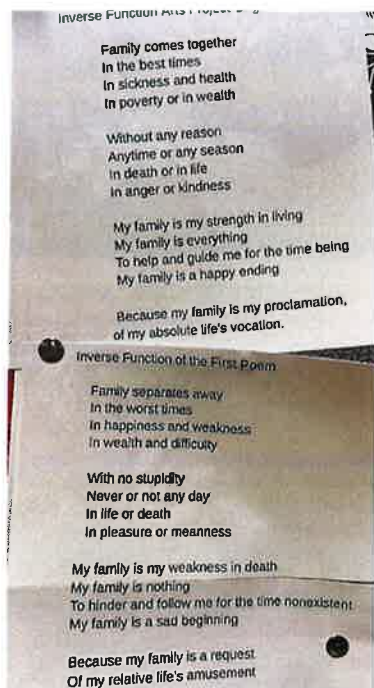 Inverse Function Arts Project
Family comes together
In the best times
In sickness and health
In poverty or in wealth
Without any reason
Anytime or any season
In death or in life
In anger or kindness
My family is my strength in living
My family is everything
To help and guide me for the time being
My family is a happy ending
Because my family is my proclamation,
of my absolute life's vocation.
Inverse Function of the First Poem
Family separates away
In the worst times
In happiness and weakness
In wealth and difficulty
With no stupidity
Never or not any day
In life or death
In pleasure or meanness
My family is my weakness in death
My family is nothing
To hinder and follow me for the time nonexistent
My family is a sad beginning
Because my family is a request
Of my relative life's amusement